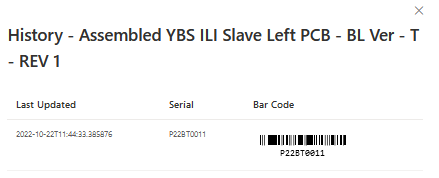 ×
History - Assembled YBS ILI Slave Left PCB - BL Ver - T
- REV 1
Last Updated Serial Bar Code
2022-10-22T11:44:33.385876 P22BT0011
P22BT0011